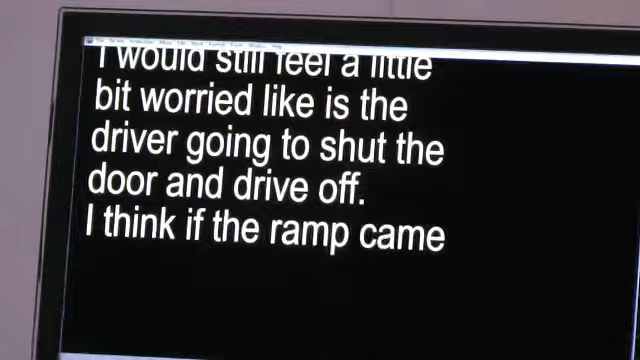 I would still feel a little
bit worried like is the
driver going to shut the
door and drive off.
I think if the ramp came